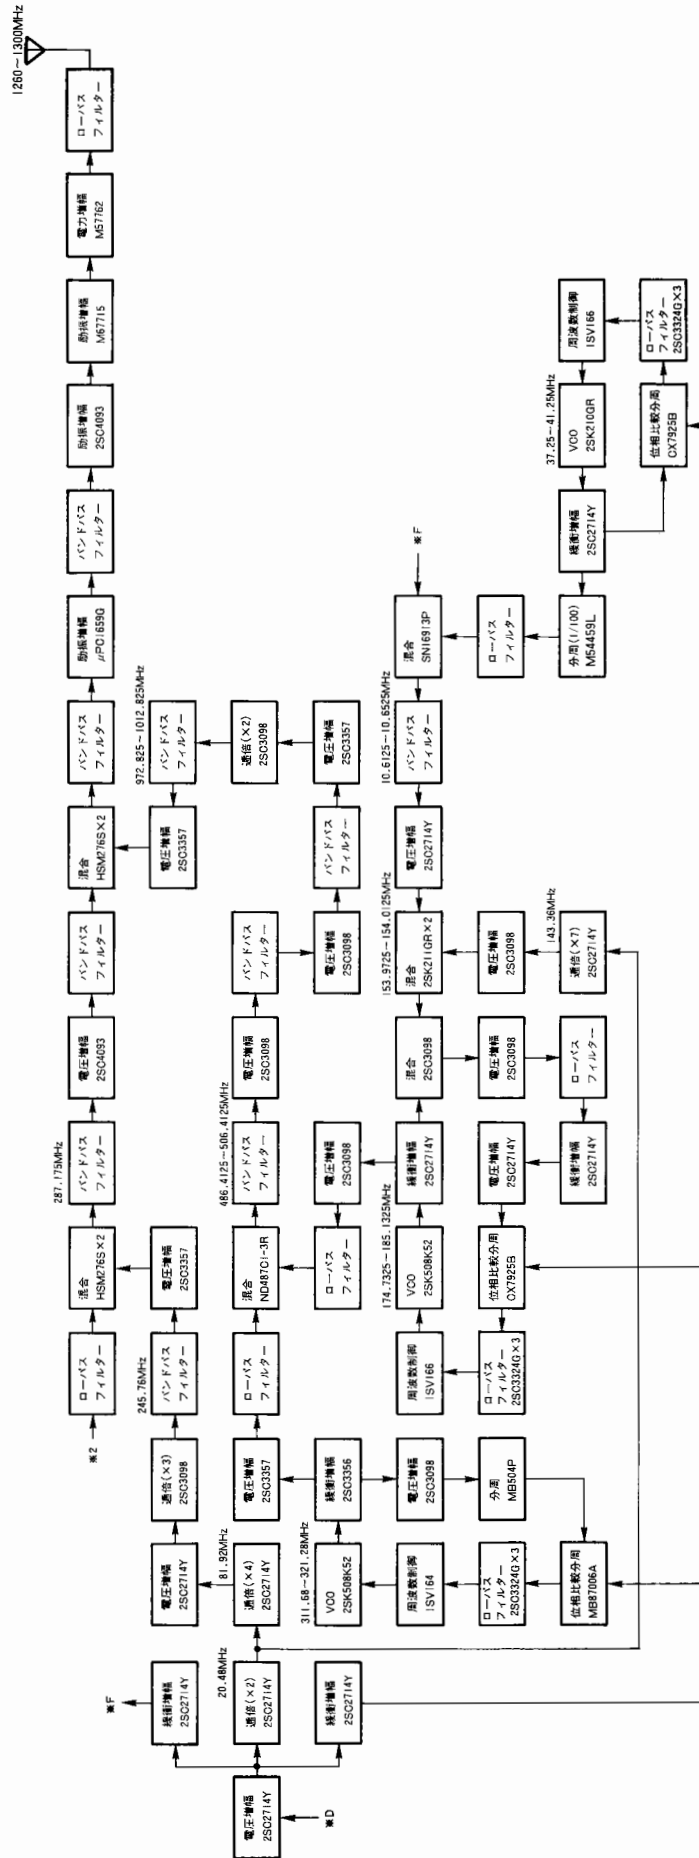 1260～1300MHz
ローパス
フィルター
電力増幅
M57762
励振増幅
M67715
励振増幅
2SC4093
バンドパス
フィルター
励振増幅
μPC1659G
バンドパス
フィルター
混合
HSM276S×2
バンドパス
フィルター
電圧増幅
2SC4093
287.175MHz
バンドパス
フィルター
混合
HSM276S×2
ローパス
フィルター
※2
972.825～1012.825MHz
バンドパス
フィルター
電圧増幅
2SC3357
電圧増幅
2SC3357
245.76MHz
バンドパス
フィルター
逓倍(×3)
2SC3098
電圧増幅
2SC2714Y
※F
緩衝増幅
2SC2714Y
逓倍(×2)
2SC3098
電圧増幅
2SC3357
バンドパス
フィルター
電圧増幅
2SC3098
バンドパス
フィルター
電圧増幅
2SC3098
486.4125～506.4125MHz
バンドパス
フィルター
混合
ND487C1-3R
ローパス
フィルター
電圧増幅
2SC3357
81.92MHz
逓倍(×4)
2SC2714Y
20.48MHz
逓倍(×2)
2SC2714Y
電圧増幅
2SC2714Y
※D
緩衝増幅
2SC2714Y
電圧増幅
2SC3098
ローパス
フィルター
緩衝増幅
2SC3356
311.68～321.28MHz
VCO
2SK508K52
周波数制御
1SV164
ローパス
フィルター
2SC3324G×3
位相比較分周
MB87006A
電圧増幅
2SC3098
分周
MB504P
※F
混合
SN16913P
10.6125～10.6525MHz
バンドパス
フィルター
電圧増幅
2SC2714Y
153.9725～154.0125MHz
混合
2SK211GR×2
混合
2SC3098
緩衝増幅
2SC2714Y
174.7325～185.1325MHz
VCO
2SK508K52
周波数制御
1SV166
ローパス
フィルター
2SC3324G×3
位相比較分周
CX7925B
電圧増幅
2SC2714Y
緩衝増幅
2SC2714Y
ローパス
フィルター
電圧増幅
2SC3098
電圧増幅
2SC3098
143.36MHz
逓倍(×7)
2SC2714Y
ローパス
フィルター
分周(1/100)
M54459L
緩衝増幅
2SC2714Y
37.25～41.25MHz
VCO
2SK210GR
周波数制御
1SV166
ローパス
フィルター
2SC3324G×3
位相比較分周
CX7925B